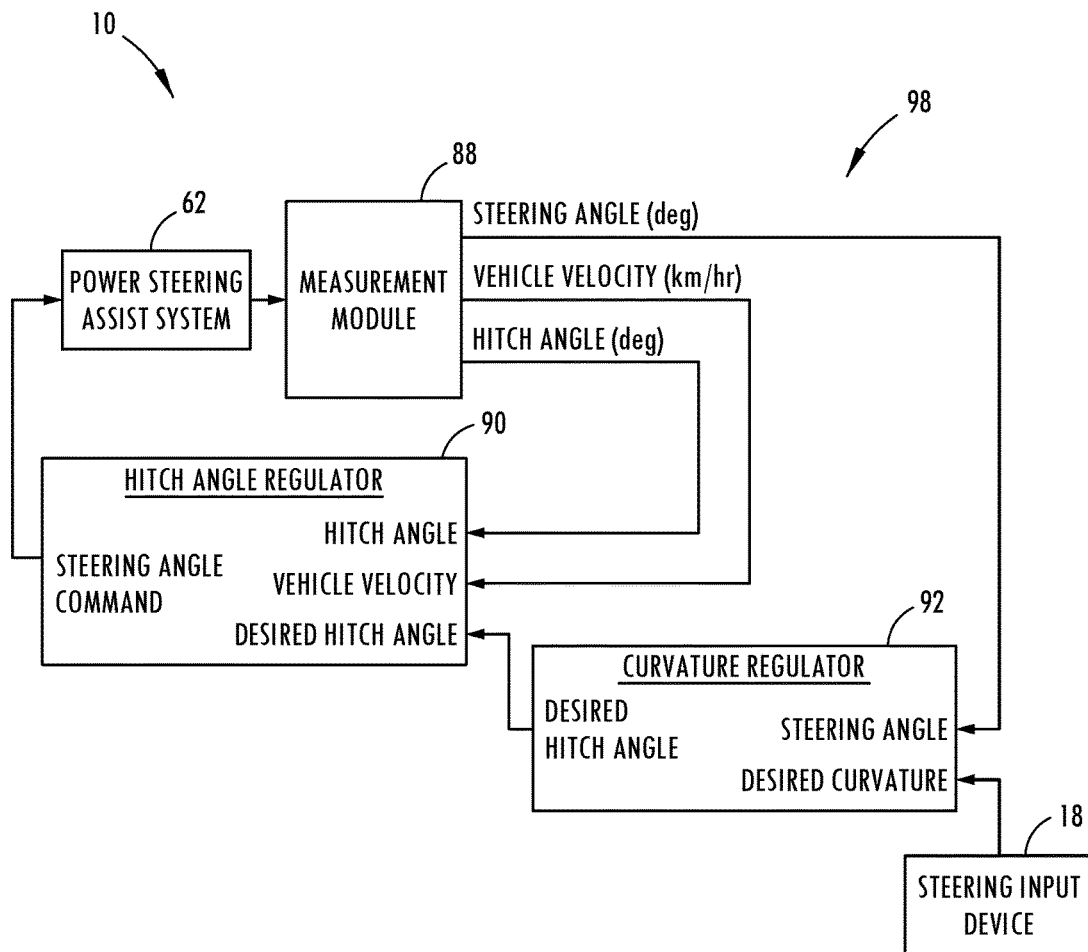 10
98
88
62
STEERING ANGLE (deg)
POWER STEERING
ASSIST SYSTEM
MEASUREMENT
MODULE
VEHICLE VELOCITY (km/hr)
HITCH ANGLE (deg)
90
HITCH ANGLE REGULATOR
HITCH ANGLE
STEERING ANGLE
COMMAND
VEHICLE VELOCITY
DESIRED HITCH ANGLE
92
CURVATURE REGULATOR
DESIRED
HITCH ANGLE
STEERING ANGLE
DESIRED CURVATURE
18
STEERING INPUT
DEVICE